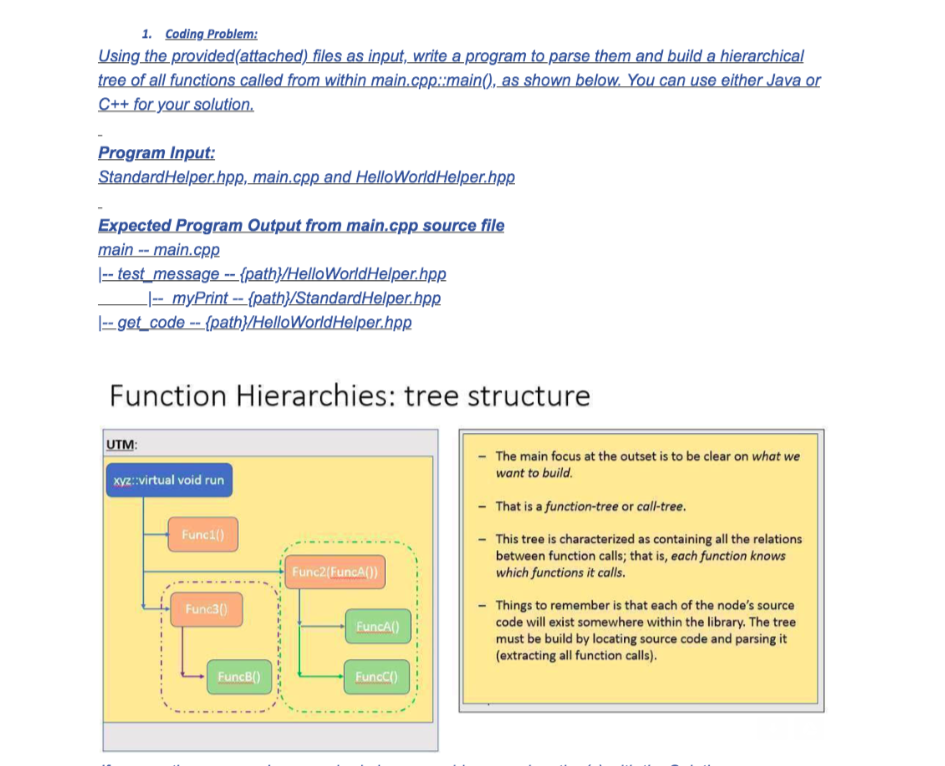 1. Coding Problem:
Using the provided(attached) files as input, write a program to parse them and build a hierarchical
tree of all functions called from within main.cpp::main(), as shown below. You can use either Java or
C++ for your solution.
Program Input:
StandardHelper.hpp, main.cpp and HelloWorldHelper.hpp
Expected Program Output from main.cpp source file
main -- main.cpp
|-- test_message -- {path}/HelloWorldHelper.hpp
|-- myPrint -- {path}/StandardHelper.hpp
|-- get_code -- {path}/HelloWorldHelper.hpp
Function Hierarchies: tree structure
UTM:
xyz::virtual void run
Func1()
Func2(FuncA())
Func3()
FuncA()
FuncB()
FuncC()
– The main focus at the outset is to be clear on what we
want to build.
– That is a function-tree or call-tree.
– This tree is characterized as containing all the relations
between function calls; that is, each function knows
which functions it calls.
– Things to remember is that each of the node's source
code will exist somewhere within the library. The tree
must be build by locating source code and parsing it
(extracting all function calls).